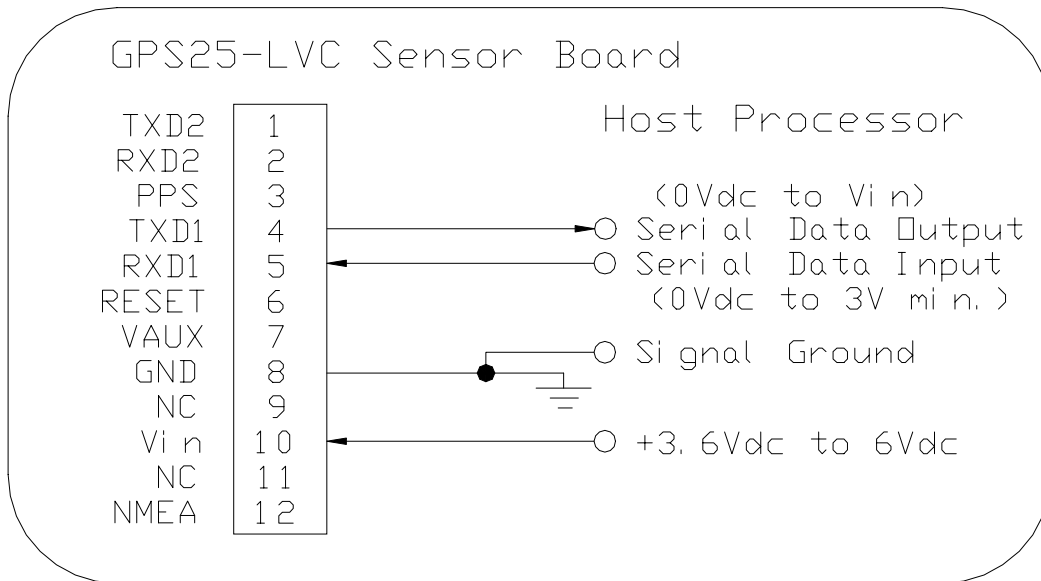 GPS25-LVC Sensor Board
Host Processor
TXD2 1
RXD2 2
PPS 3
(0Vdc to Vin)
TXD1 4 Serial Data Output
RXD1 5 Serial Data Input
RESET 6
(0Vdc to 3V min.)
VAUX 7
Signal Ground
GND 8
NC 9
Vin 10 +3.6Vdc to 6Vdc
NC 11
NMEA 12